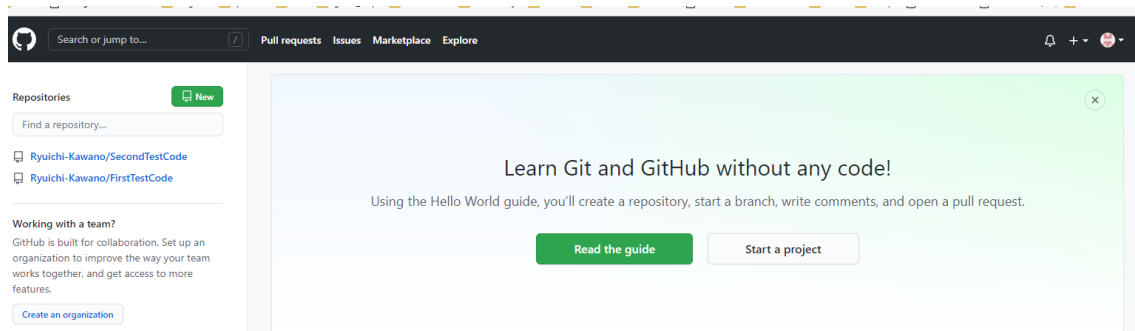 Search or jump to...
/
Pull requests Issues Marketplace Explore
Repositories
New
Find a repository...
Ryuichi-Kawano/SecondTestCode
Ryuichi-Kawano/FirstTestCode
Working with a team?
GitHub is built for collaboration. Set up an
organization to improve the way your team
works together, and get access to more
features.
Create an organization
Learn Git and GitHub without any code!
Using the Hello World guide, you’ll create a repository, start a branch, write comments, and open a pull request.
Read the guide
Start a project